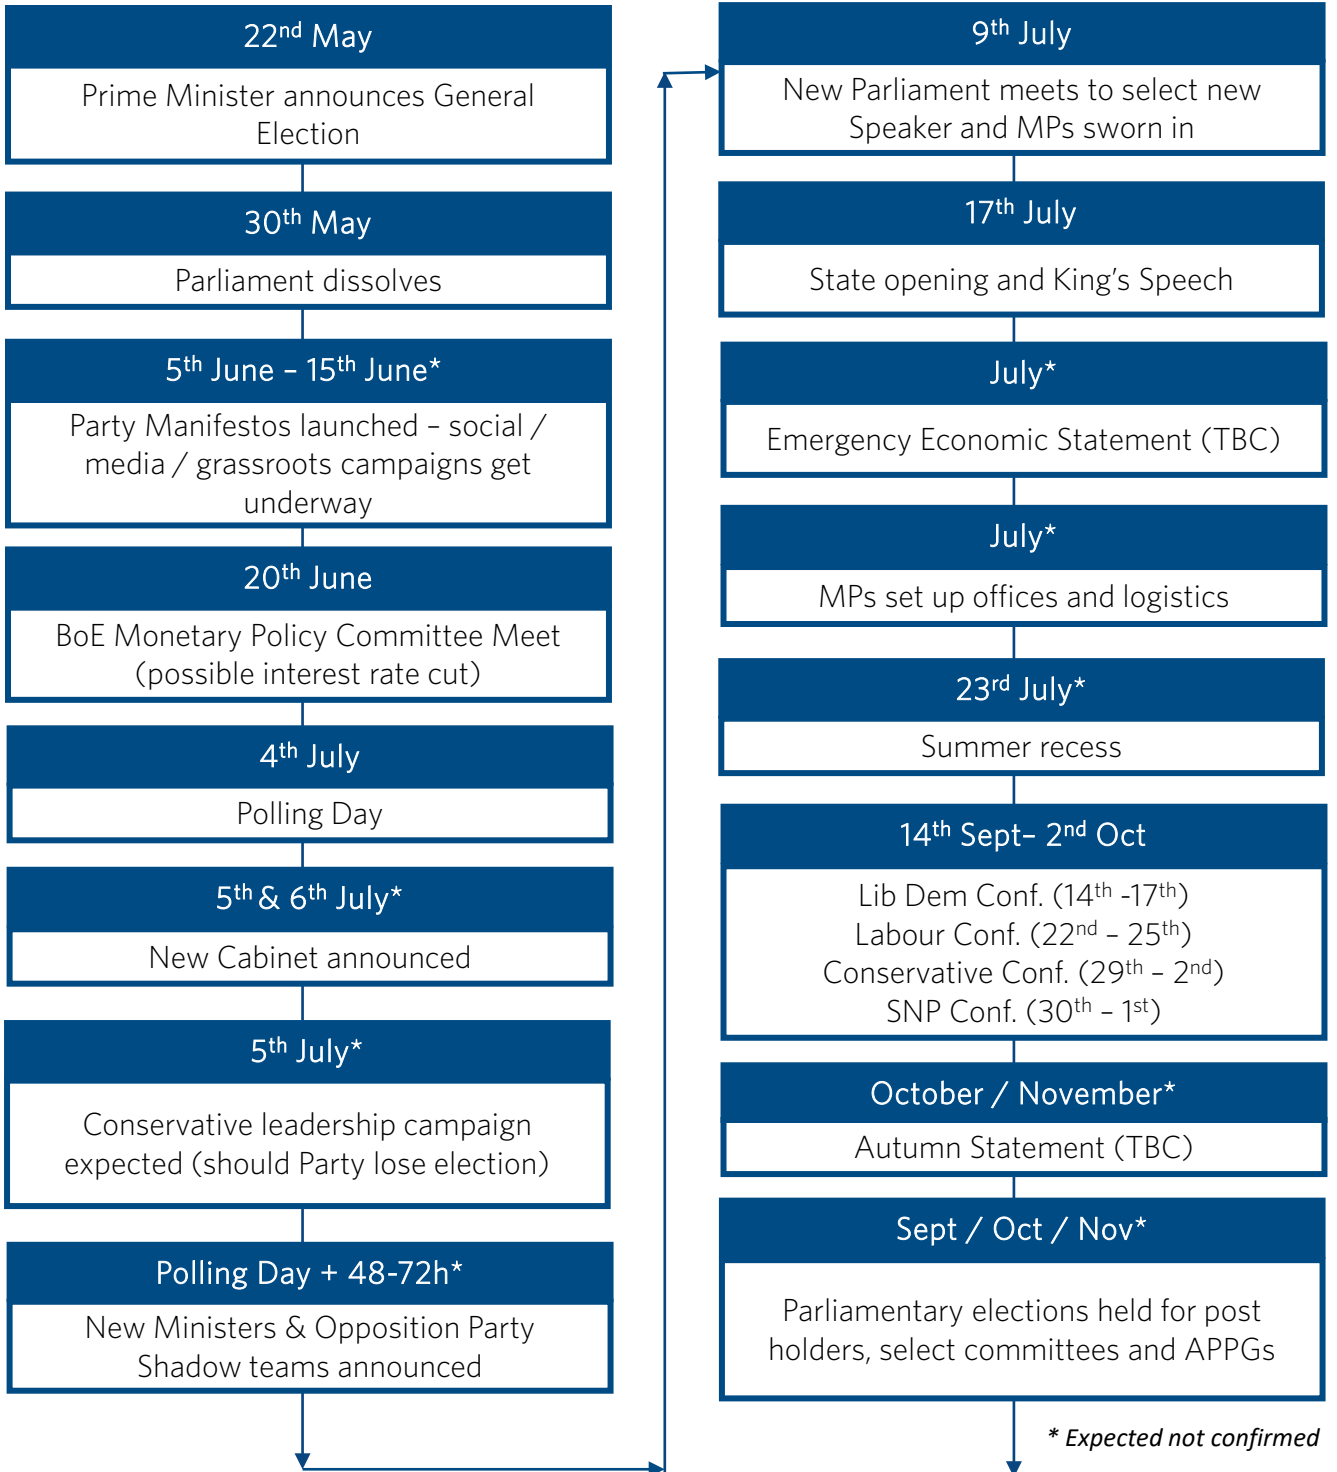 22nd May
Prime Minister announces General
Election
30th May
Parliament dissolves
5th June – 15th June*
Party Manifestos launched – social /
media / grassroots campaigns get
underway
20th June
BoE Monetary Policy Committee Meet
(possible interest rate cut)
4th July
Polling Day
5th & 6th July*
New Cabinet announced
5th July*
Conservative leadership campaign
expected (should Party lose election)
Polling Day + 48-72h*
New Ministers & Opposition Party
Shadow teams announced
9th July
New Parliament meets to select new
Speaker and MPs sworn in
17th July
State opening and King's Speech
July*
Emergency Economic Statement (TBC)
July*
MPs set up offices and logistics
23rd July*
Summer recess
14th Sept– 2nd Oct
Lib Dem Conf. (14th -17th)
Labour Conf. (22nd – 25th)
Conservative Conf. (29th – 2nd)
SNP Conf. (30th – 1st)
October / November*
Autumn Statement (TBC)
Sept / Oct / Nov*
Parliamentary elections held for post
holders, select committees and APPGs
* Expected not confirmed